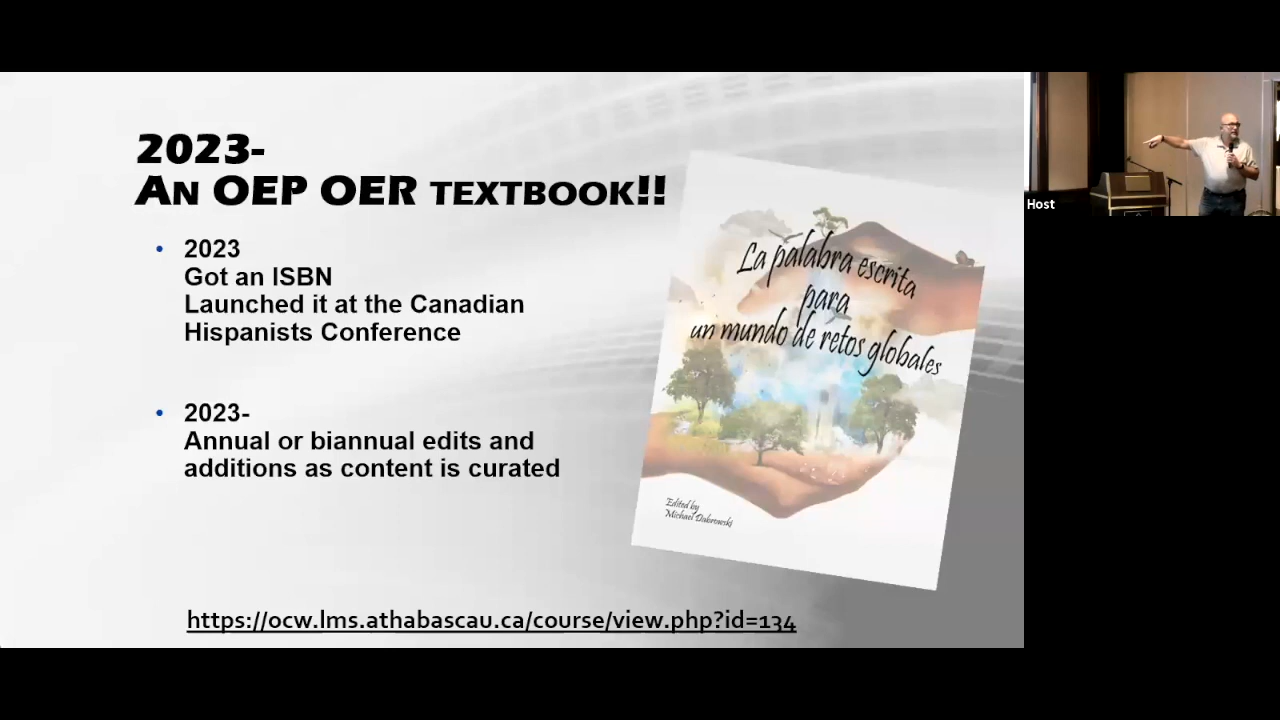 2023-
An OEP OER textbook!!
• 2023
Got an ISBN
Launched it at the Canadian
Hispanists Conference
• 2023-
Annual or biannual edits and
additions as content is curated
La palabra escrita
para
un mundo de retos globales
Edited by
Michael Dabrowski
https://ocw.lms.athabascau.ca/course/view.php?id=134
Host